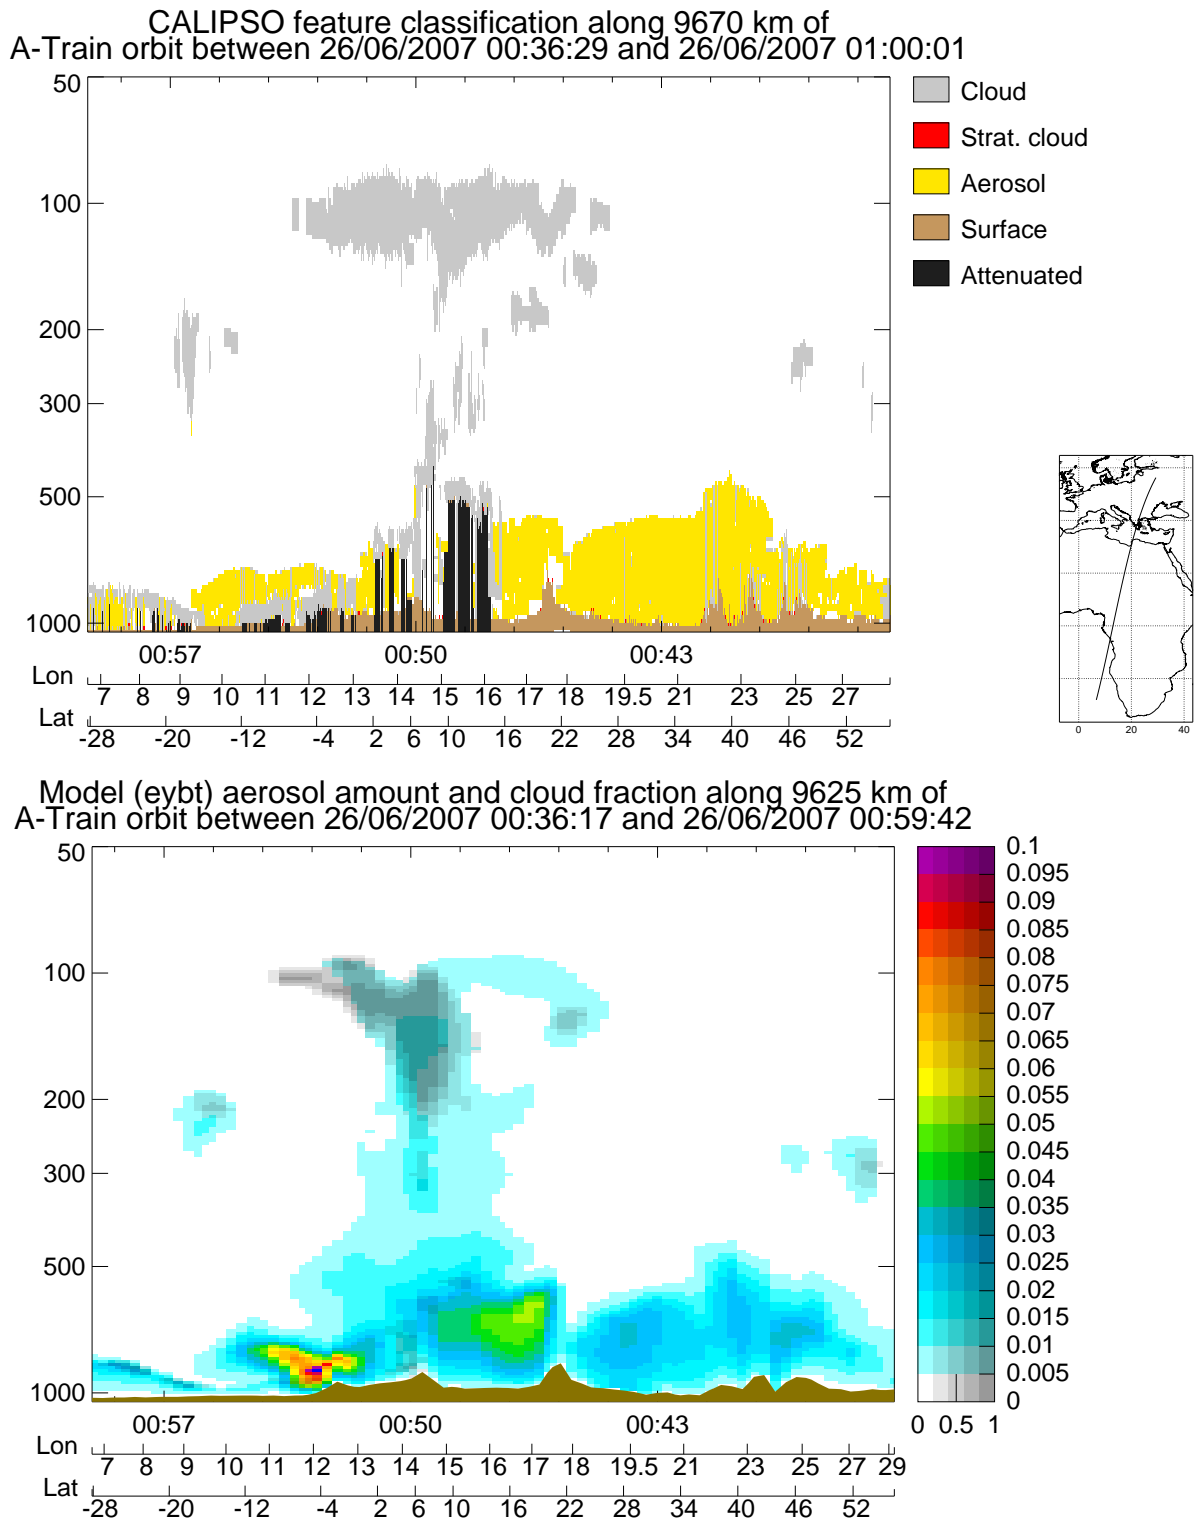 CALIPSO feature classification along 9670 km of
A-Train orbit between 26/06/2007 00:36:29 and 26/06/2007 01:00:01
50
100
200
300
500
1000
Cloud
Strat. cloud
Aerosol
Surface
Attenuated
00:57 00:50 00:43
Lon
7 8 9 10 11 12 13 14 15 16 17 18 19.5 21 23 25 27
Lat
-28 -20 -12 -4 2 6 10 16 22 28 34 40 46 52
0 20 40
Model (eybt) aerosol amount and cloud fraction along 9625 km of
A-Train orbit between 26/06/2007 00:36:17 and 26/06/2007 00:59:42
50
100
200
300
500
1000
0.1
0.095
0.09
0.085
0.08
0.075
0.07
0.065
0.06
0.055
0.05
0.045
0.04
0.035
0.03
0.025
0.02
0.015
0.01
0.005
0
0 0.5 1
00:57 00:50 00:43
Lon
7 8 9 10 11 12 13 14 15 16 17 18 19.5 21 23 25 27 29
Lat
-28 -20 -12 -4 2 6 10 16 22 28 34 40 46 52